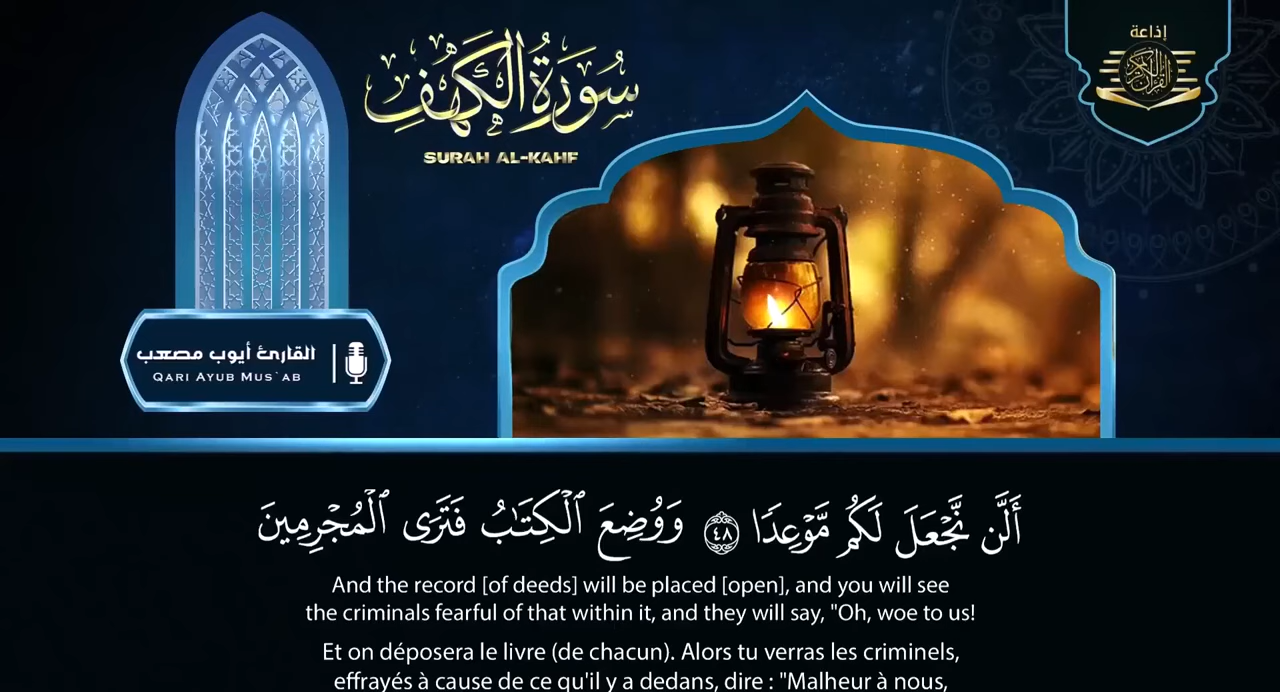 إذاعة
القرآن الكريم
سُورَةُ الكَهْفِ
SURAH AL-KAHF
القارئ أيوب مصعب
QARI AYUB MUS`AB
أَلَّن نَّجْعَلَ لَكُم مَّوْعِدًا ٤٨ وَوُضِعَ ٱلْكِتَٰبُ فَتَرَى ٱلْمُجْرِمِينَ
And the record [of deeds] will be placed [open], and you will see
the criminals fearful of that within it, and they will say, "Oh, woe to us!
Et on déposera le livre (de chacun). Alors tu verras les criminels,
effrayés à cause de ce qu'il y a dedans, dire : "Malheur à nous,